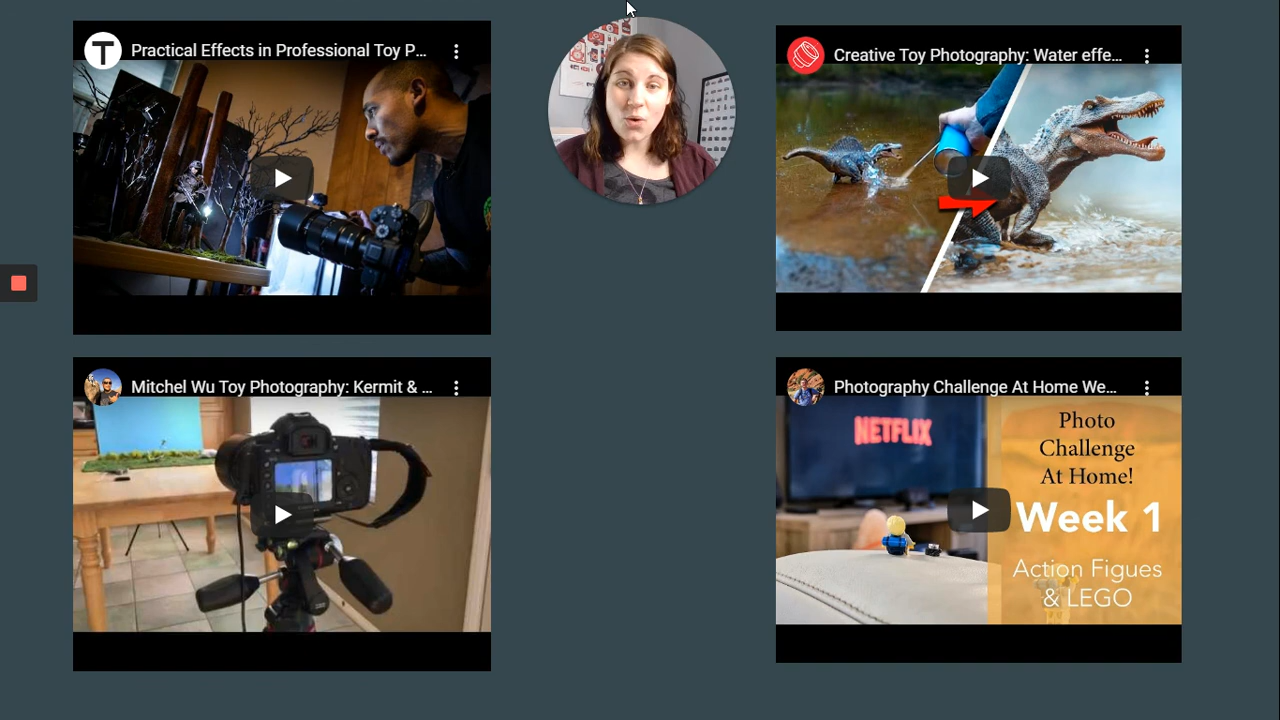 T
Practical Effects in Professional Toy P...
Creative Toy Photography: Water effe...
Mitchel Wu Toy Photography: Kermit & ...
Photography Challenge At Home We...
NETFLIX
Photo
Challenge
At Home!
Week 1
Action Figues
& LEGO